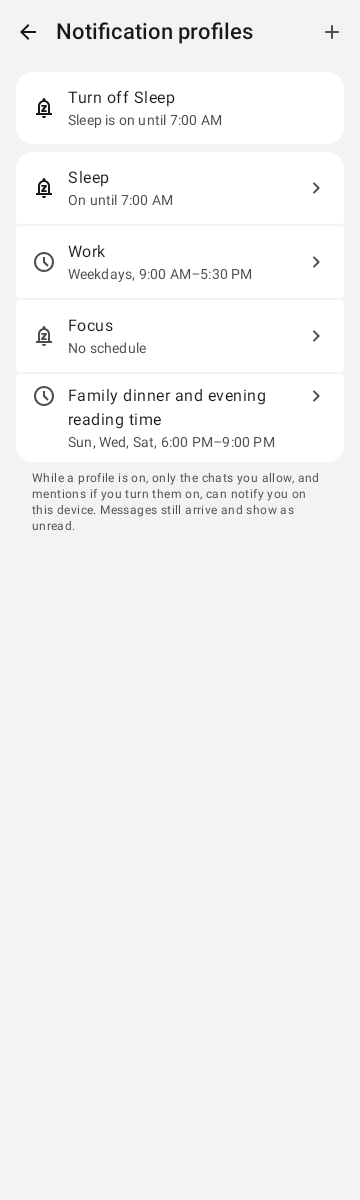 Notification profiles
Turn off Sleep
Sleep is on until 7:00 AM
Sleep
On until 7:00 AM
Work
Weekdays, 9:00 AM–5:30 PM
Focus
No schedule
Family dinner and evening
reading time
Sun, Wed, Sat, 6:00 PM–9:00 PM
While a profile is on, only the chats you allow, and
mentions if you turn them on, can notify you on
this device. Messages still arrive and show as
unread.